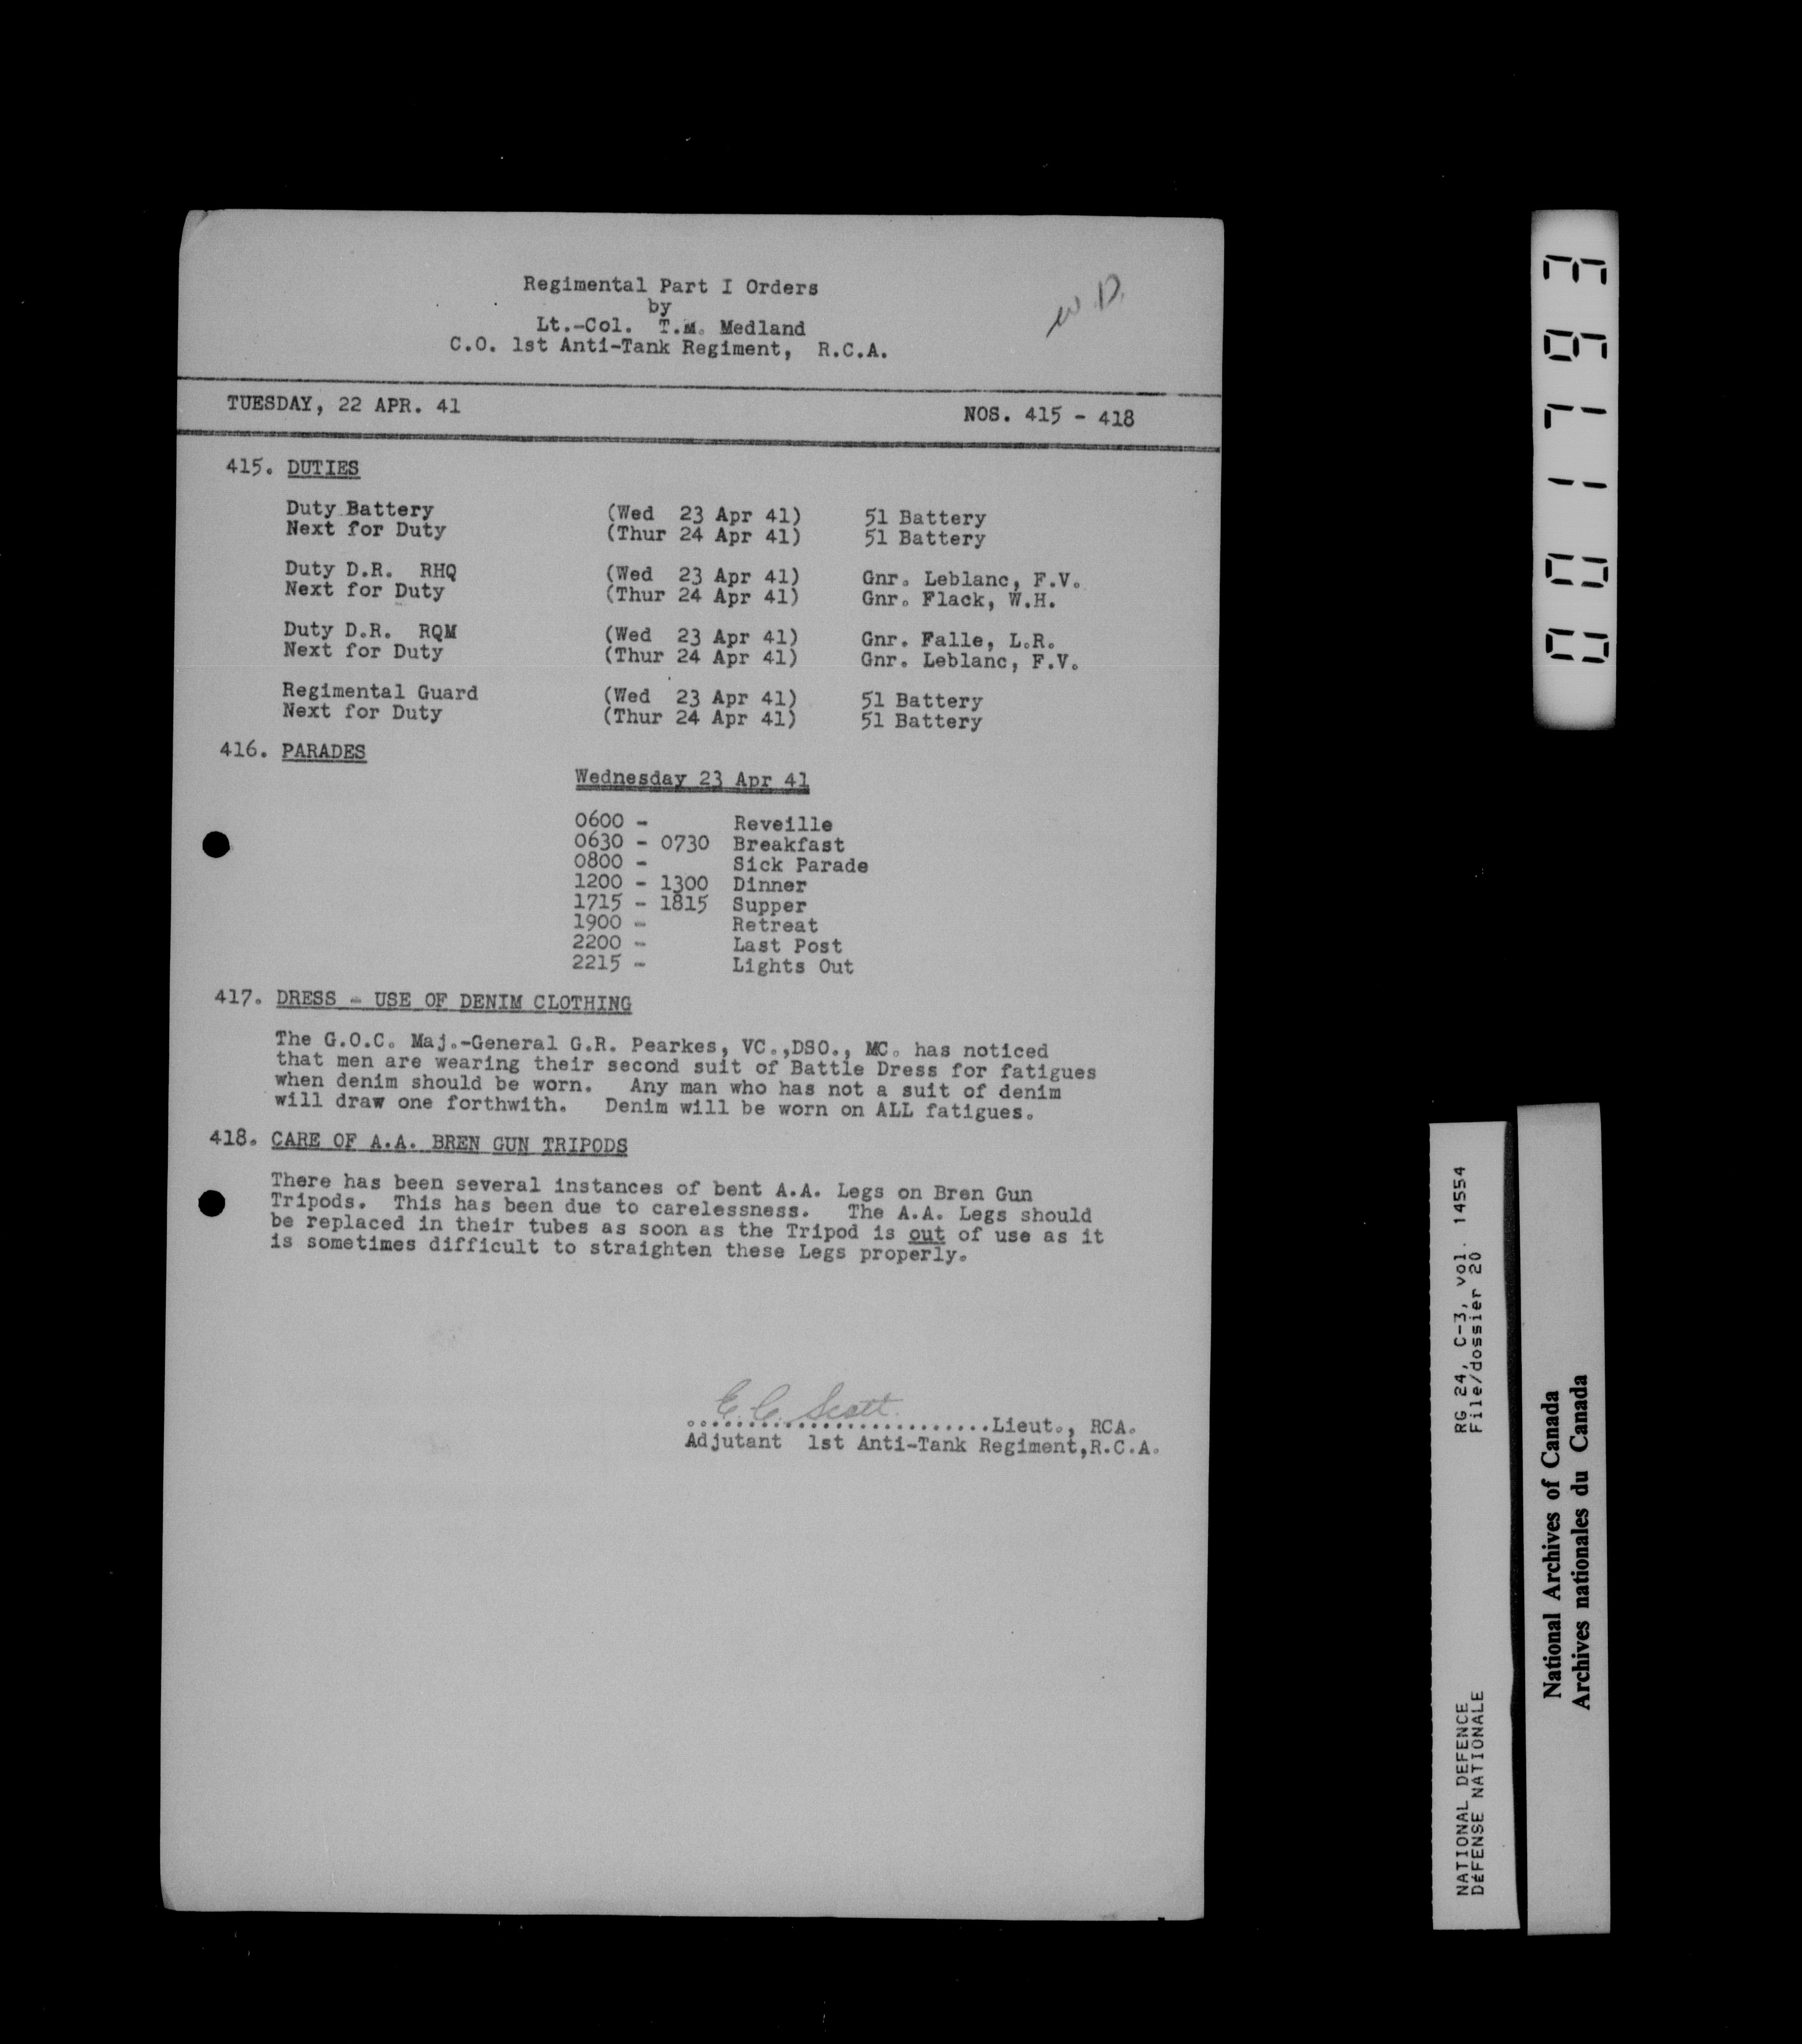 Regimental Part I Orders
by
Lt.-Col. T.M. Medland
C.O. 1st Anti-Tank Regiment, R.C.A.
W.D.
TUESDAY, 22 APR. 41 NOS. 415 - 418
415. DUTIES
Duty Battery (Wed 23 Apr 41) 51 Battery
Next for Duty (Thur 24 Apr 41) 51 Battery
Duty D.R. RHQ (Wed 23 Apr 41) Gnr. Leblanc, F.V.
Next for Duty (Thur 24 Apr 41) Gnr. Flack, W.H.
Duty D.R. RQM (Wed 23 Apr 41) Gnr. Falle, L.R.
Next for Duty (Thur 24 Apr 41) Gnr. Leblanc, F.V.
Regimental Guard (Wed 23 Apr 41) 51 Battery
Next for Duty (Thur 24 Apr 41) 51 Battery
416. PARADES
Wednesday 23 Apr 41
0600 - Reveille
0630 - 0730 Breakfast
0800 - Sick Parade
1200 - 1300 Dinner
1715 - 1815 Supper
1900 - Retreat
2200 - Last Post
2215 - Lights Out
417. DRESS - USE OF DENIM CLOTHING
The G.O.C. Maj.-General G.R. Pearkes, VC.,DSO., MC. has noticed
that men are wearing their second suit of Battle Dress for fatigues
when denim should be worn. Any man who has not a suit of denim
will draw one forthwith. Denim will be worn on ALL fatigues.
418. CARE OF A.A. BREN GUN TRIPODS
There has been several instances of bent A.A. Legs on Bren Gun
Tripods. This has been due to carelessness. The A.A. Legs should
be replaced in their tubes as soon as the Tripod is out of use as it
is sometimes difficult to straighten these Legs properly.
E.C. Scott
..........................Lieut., RCA.
Adjutant 1st Anti-Tank Regiment,R.C.A.
001793
NATIONAL DEFENCE RG 24, C-3, vol. 14554
DÉFENSE NATIONALE File/dossier 20
National Archives of Canada
Archives nationales du Canada